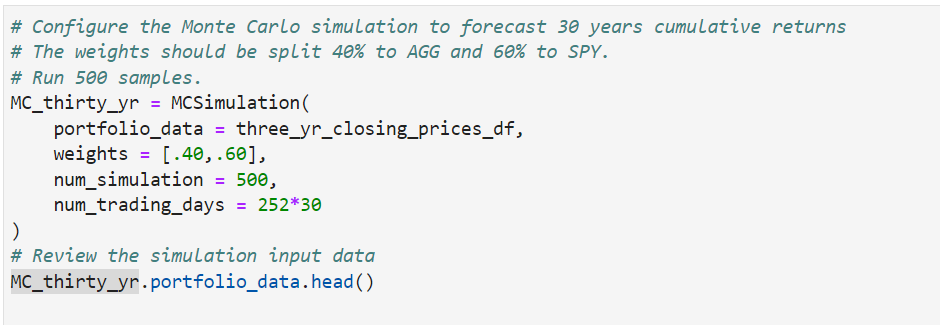 # Configure the Monte Carlo simulation to forecast 30 years cumulative returns
# The weights should be split 40% to AGG and 60% to SPY.
# Run 500 samples.
MC_thirty_yr = MCSimulation(
    portfolio_data = three_yr_closing_prices_df,
    weights = [.40,.60],
    num_simulation = 500,
    num_trading_days = 252*30
)
# Review the simulation input data
MC_thirty_yr.portfolio_data.head()